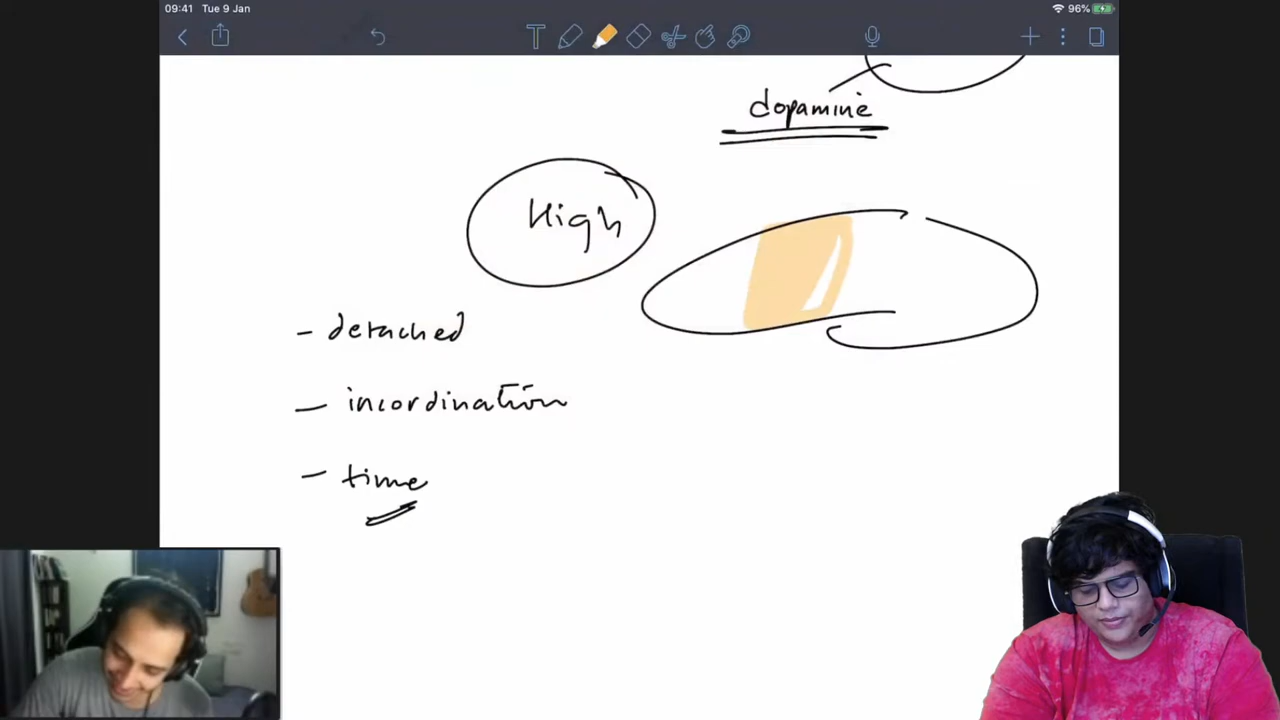 09:41 Tue 9 Jan
96%
T
dopamine
High
- detached
- incordination
- time